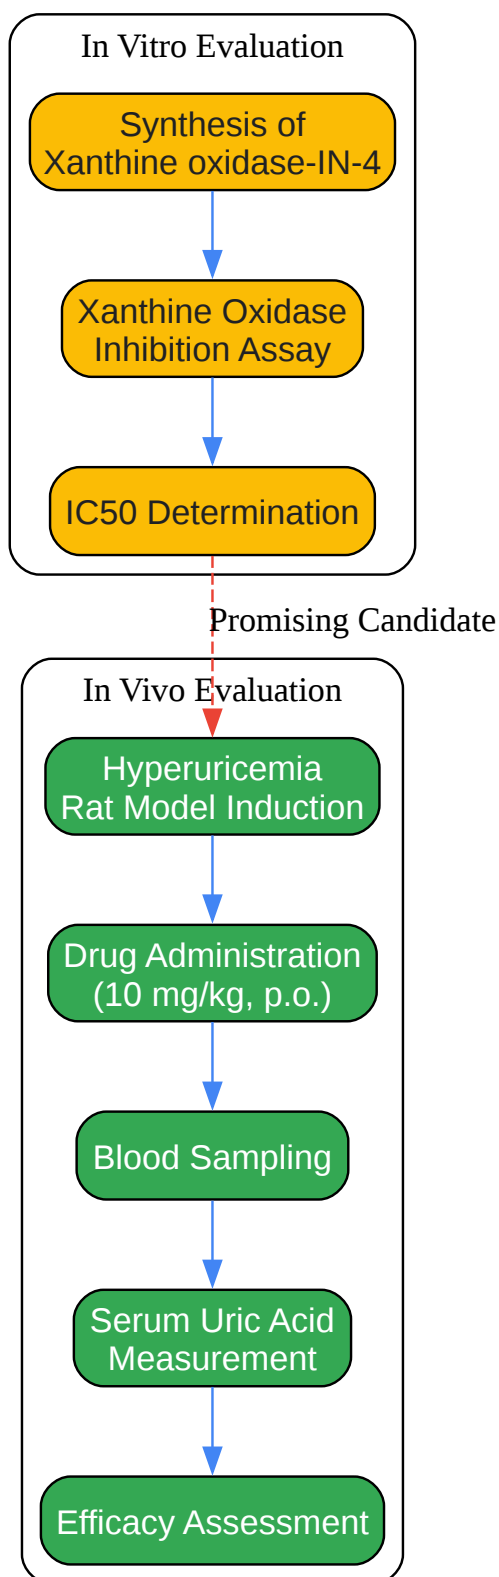 In Vitro Evaluation
Synthesis of
Xanthine oxidase-IN-4
Xanthine Oxidase
Inhibition Assay
IC50 Determination
Promising Candidate
In Vivo Evaluation
Hyperuricemia
Rat Model Induction
Drug Administration
(10 mg/kg, p.o.)
Blood Sampling
Serum Uric Acid
Measurement
Efficacy Assessment